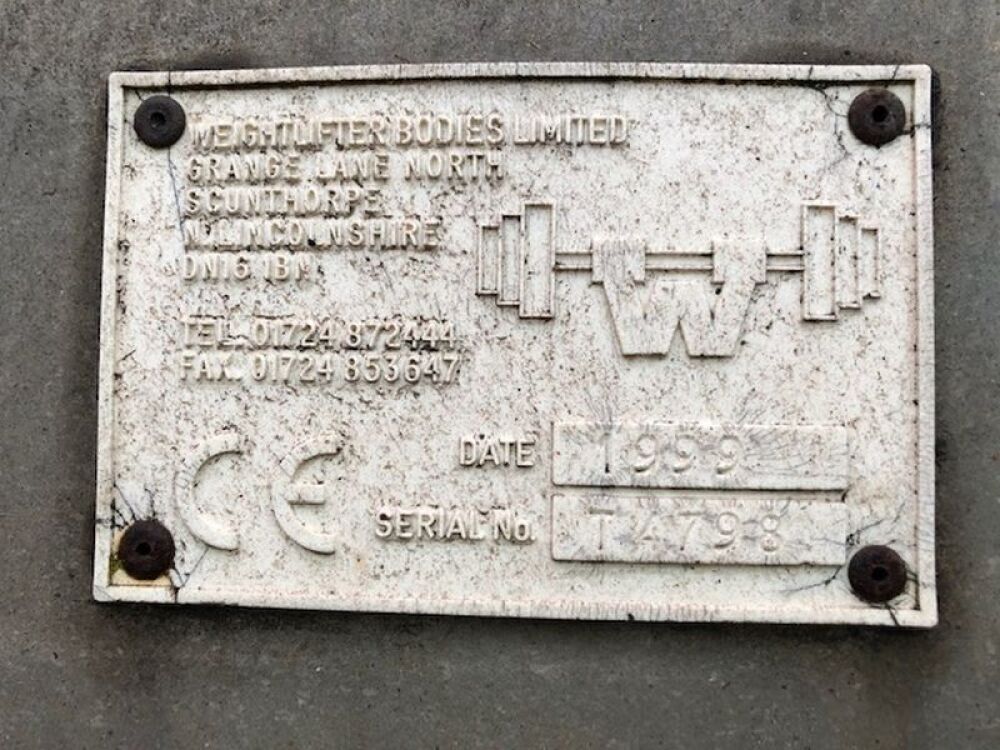 WEIGHTLIFTER BODIES LIMITED
GRANGE LANE NORTH
SCUNTHORPE
N. LINCOLNSHIRE
DN16 1BN
TEL. 01724 872444
FAX. 01724 853647
W
CE
DATE 1999
SERIAL No. T4798